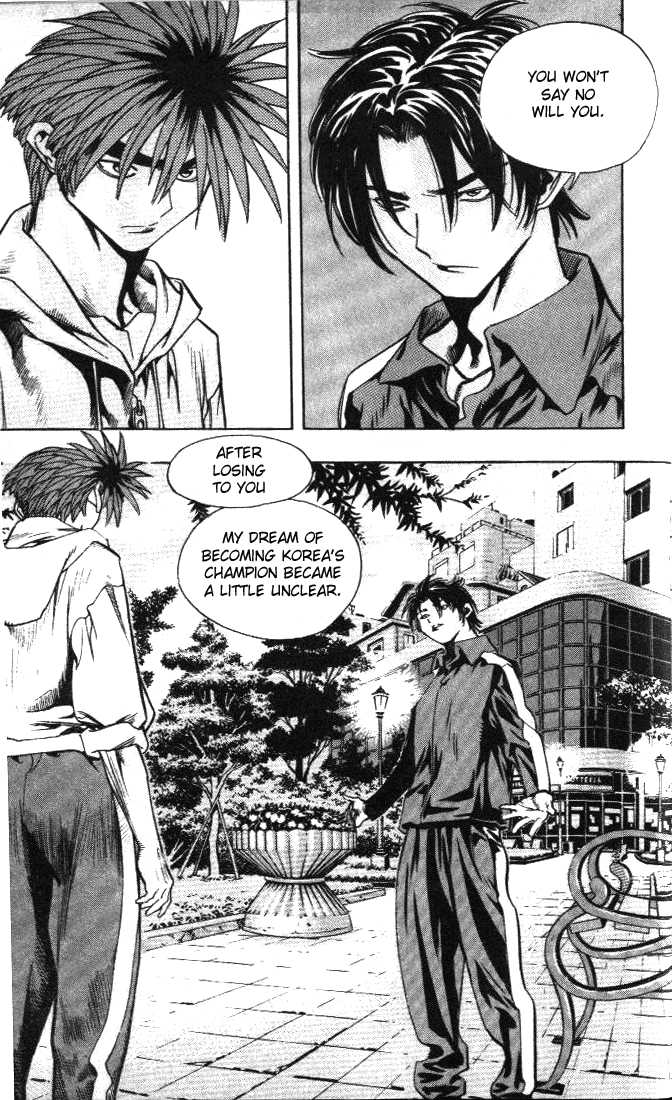 YOU WON'T
SAY NO
WILL YOU.
AFTER
LOSING
TO YOU
MY DREAM OF
BECOMING KOREA'S
CHAMPION BECAME
A LITTLE UNCLEAR.